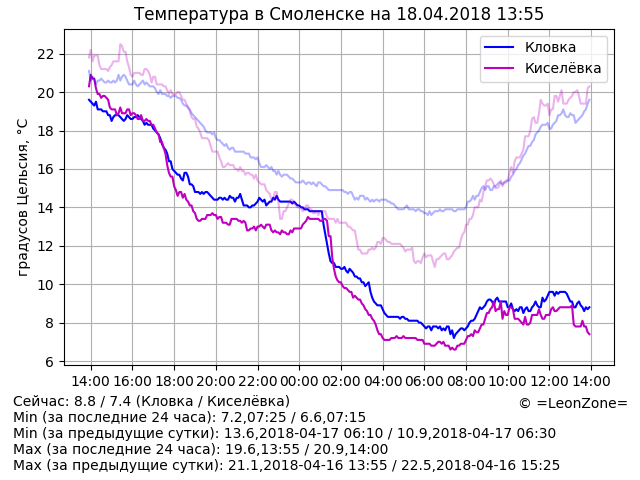 Температура в Смоленске на 18.04.2018 13:55
градусов Цельсия, °C
22
20
18
16
14
12
10
8
6
Кловка
Киселёвка
14:00 16:00 18:00 20:00 22:00 00:00 02:00 04:00 06:00 08:00 10:00 12:00 14:00
Сейчас: 8.8 / 7.4 (Кловка / Киселёвка)
© =LeonZone=
Min (за последние 24 часа): 7.2,07:25 / 6.6,07:15
Min (за предыдущие сутки): 13.6,2018-04-17 06:10 / 10.9,2018-04-17 06:30
Max (за последние 24 часа): 19.6,13:55 / 20.9,14:00
Max (за предыдущие сутки): 21.1,2018-04-16 13:55 / 22.5,2018-04-16 15:25